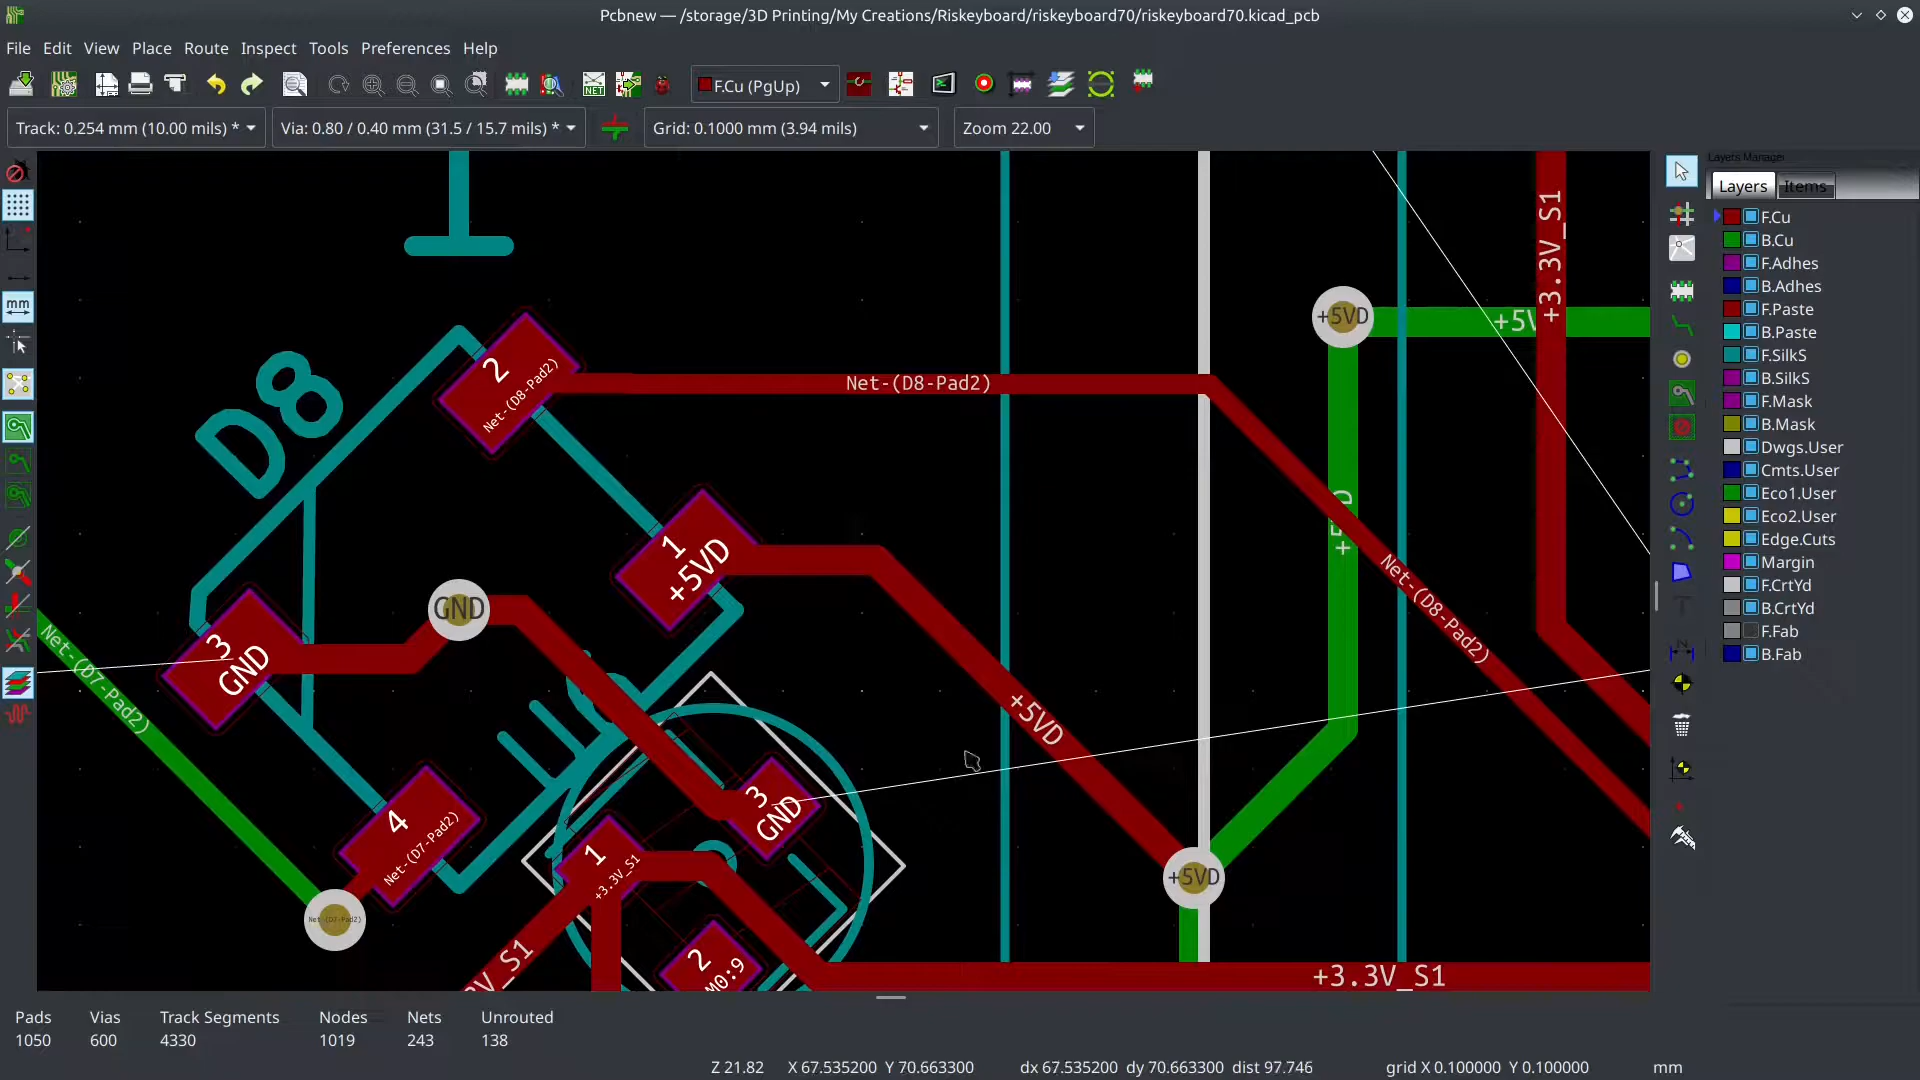 Pcbnew — /storage/3D Printing/My Creations/Riskeyboard/riskeyboard70/riskeyboard70.kicad_pcb
File Edit View Place Route Inspect Tools Preferences Help
NET
F.Cu (PgUp)
Track: 0.254 mm (10.00 mils) *
Via: 0.80 / 0.40 mm (31.5 / 15.7 mils) *
Grid: 0.1000 mm (3.94 mils)
Zoom 22.00
mm
Layers Manager
Layers Items
F.Cu
B.Cu
F.Adhes
B.Adhes
F.Paste
B.Paste
F.SilkS
B.SilkS
F.Mask
B.Mask
Dwgs.User
Cmts.User
Eco1.User
Eco2.User
Edge.Cuts
Margin
F.CrtYd
B.CrtYd
F.Fab
B.Fab
D8
2
Net-(D8-Pad2)
Net-(D8-Pad2)
+5VD
+5V
+3.3V_S1
1
+5VD
GND
3
GND
Net-(D7-Pad2)
Net-(D8-Pad2)
+5VD
4
Net-(D7-Pad2)
Net-(D7-Pad2)
3
GND
1
+3.3V_S1
2
+5VD
+3.3V_S1
Pads Vias Track Segments Nodes Nets Unrouted
1050 600 4330 1019 243 138
Z 21.82 X 67.535200 Y 70.663300 dx 67.535200 dy 70.663300 dist 97.746 grid X 0.100000 Y 0.100000 mm